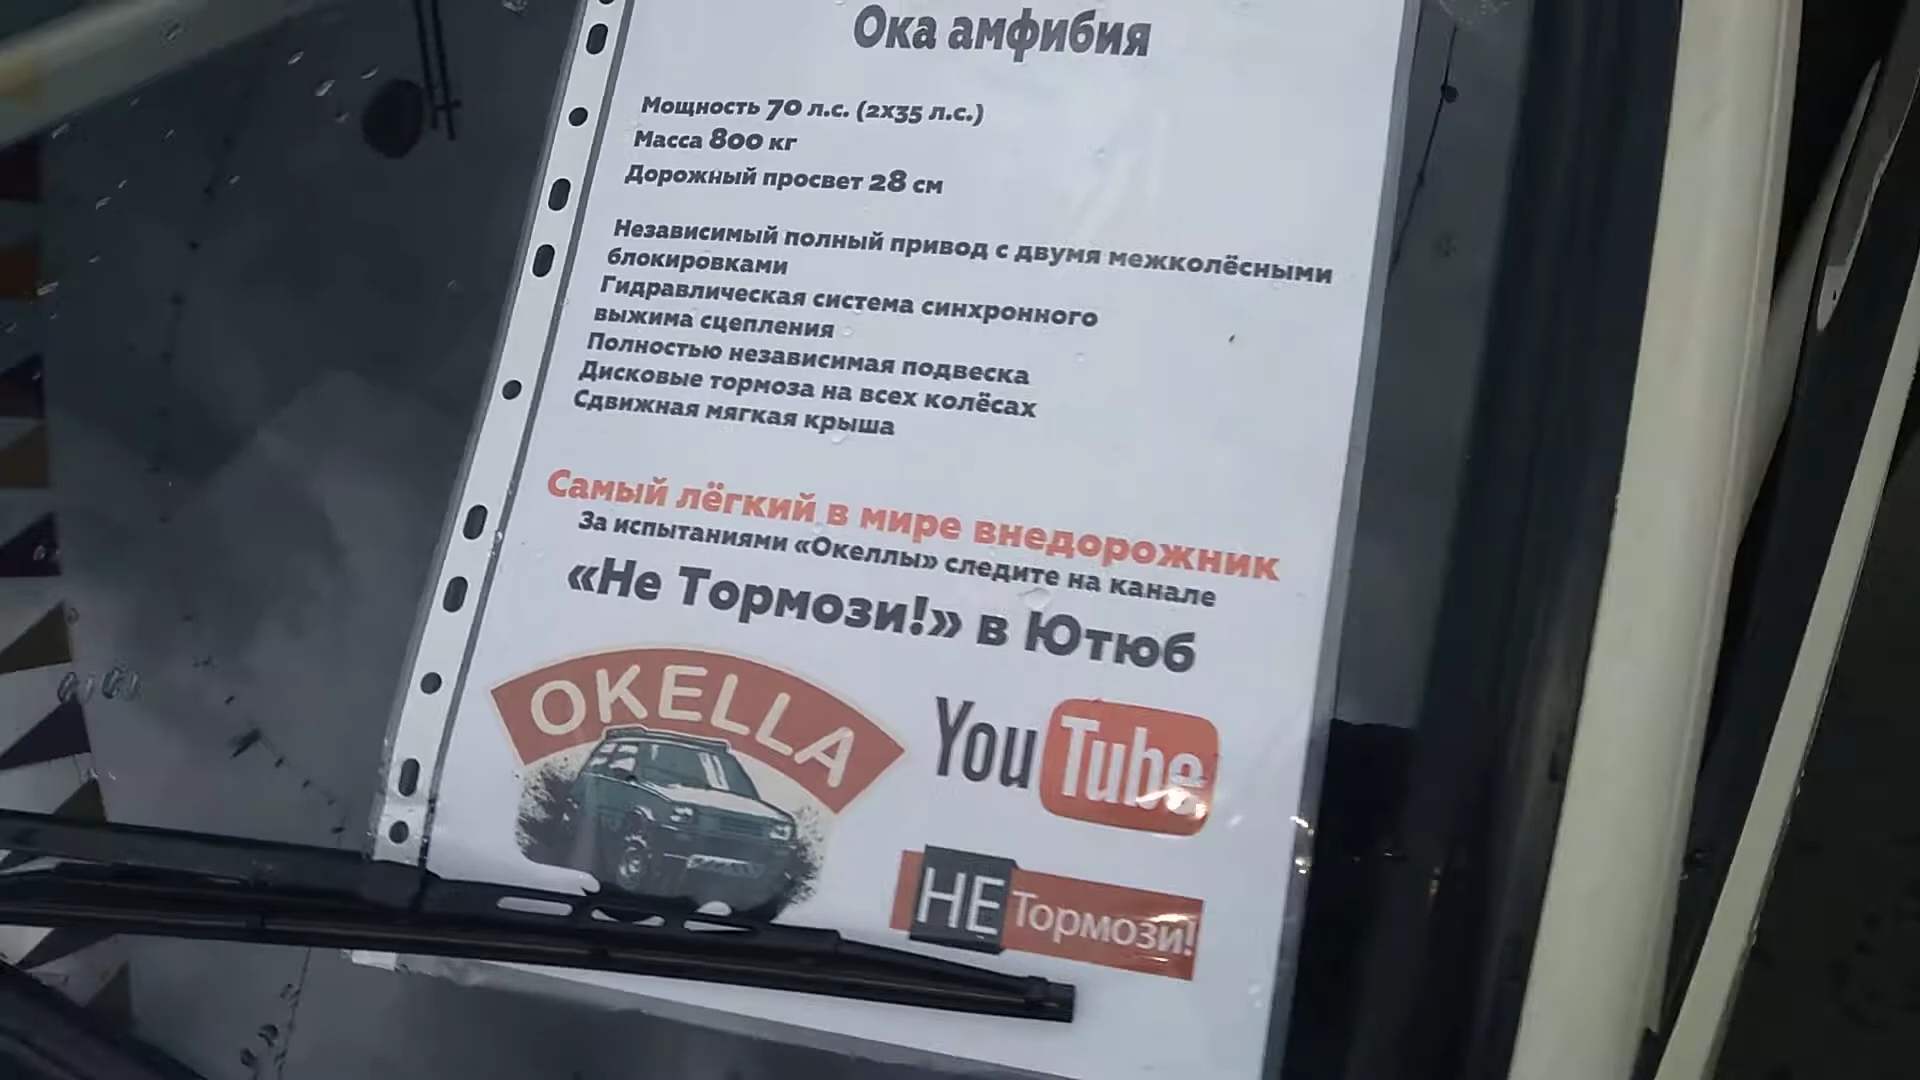 Ока амфибия
Мощность 70 л.с. (2х35 л.с.)
Масса 800 кг
Дорожный просвет 28 см
Независимый полный привод с двумя межколёсными
блокировками
Гидравлическая система синхронного
выжима сцепления
Полностью независимая подвеска
Дисковые тормоза на всех колёсах
Сдвижная мягкая крыша
Самый лёгкий в мире внедорожник
За испытаниями «Океллы» следите на канале
«Не Тормози!» в Ютюб
OKELLA
YouTube
НЕ Тормози!